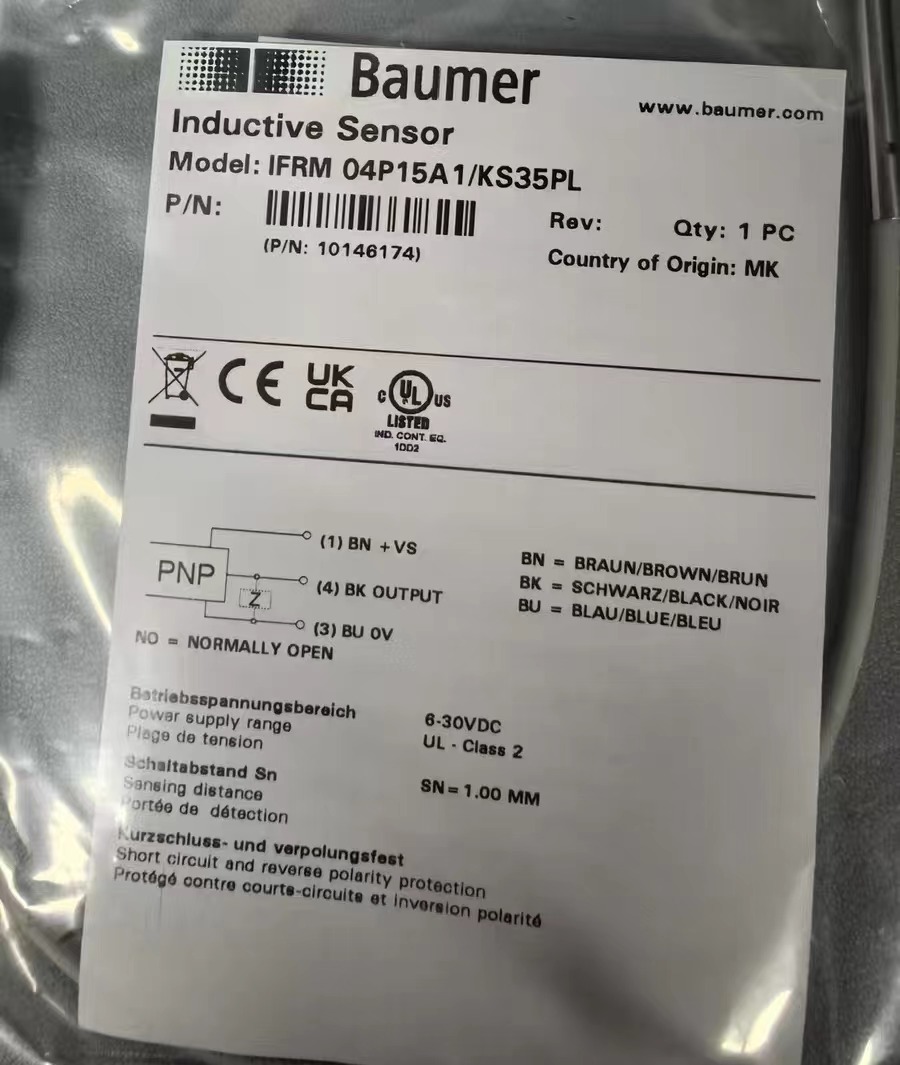 Baumer
www.baumer.com
Inductive Sensor
Model: IFRM 04P15A1/KS35PL
P/N:
Rev:
Qty: 1 PC
(P/N: 10146174)
Country of Origin: MK
CE
UK
CA
C UL US
LISTED
IND. CONT. EQ.
1DD2
(1) BN +VS
PNP
(4) BK OUTPUT
Z
(3) BU 0V
NO = NORMALLY OPEN
BN = BRAUN/BROWN/BRUN
BK = SCHWARZ/BLACK/NOIR
BU = BLAU/BLUE/BLEU
Betriebsspannungsbereich
Power supply range
Plage de tension
6-30VDC
UL - Class 2
Schaltabstand Sn
Sensing distance
Portée de détection
SN = 1.00 MM
Kurzschluss- und verpolungsfest
Short circuit and reverse polarity protection
Protégé contre courts-circuits et inversion polarité